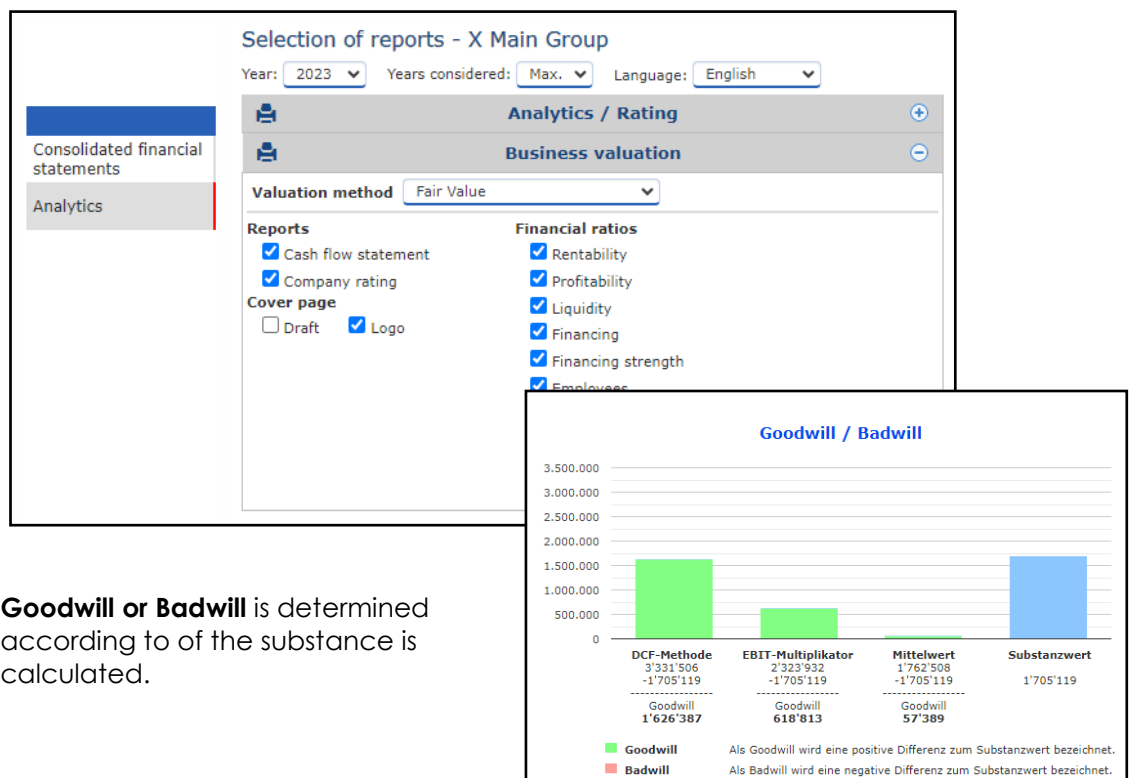 Selection of reports - X Main Group
Year: 2023 Years considered: Max. Language: English
Analytics / Rating
Business valuation
Consolidated financial
statements
Analytics
Valuation method Fair Value
Reports Financial ratios
Cash flow statement Rentability
Company rating Profitability
Cover page Liquidity
Draft Logo Financing
Financing strength
Employees
Goodwill / Badwill
3.500.000
3.000.000
2.500.000
2.000.000
1.500.000
1.000.000
500.000
0
DCF-Methode EBIT-Multiplikator Mittelwert Substanzwert
3'331'506 2'323'932 1'762'508
-1'705'119 -1'705'119 -1'705'119 1'705'119
---------------- ---------------- ----------------
Goodwill Goodwill Goodwill
1'626'387 618'813 57'389
Goodwill Als Goodwill wird eine positive Differenz zum Substanzwert bezeichnet.
Badwill Als Badwill wird eine negative Differenz zum Substanzwert bezeichnet.
Goodwill or Badwill is determined
according to of the substance is
calculated.